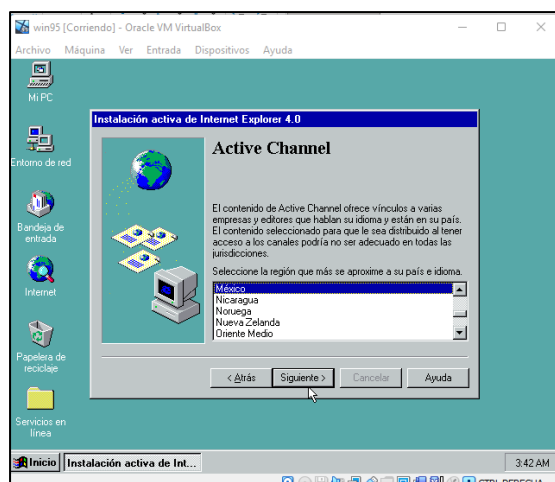 win95 [Corriendo] - Oracle VM VirtualBox
Archivo Máquina Ver Entrada Dispositivos Ayuda
Mi PC
Entorno de red
Bandeja de
entrada
Internet
Papelera de
reciclaje
Servicios en
línea
Instalación activa de Internet Explorer 4.0
Active Channel
El contenido de Active Channel ofrece vínculos a varias
empresas y editores que hablan su idioma y están en su país.
El contenido seleccionado para que le sea distribuido al tener
acceso a los canales podría no ser adecuado en todas las
jurisdicciones.
Seleccione la región que más se aproxime a su país e idioma.
México
Nicaragua
Noruega
Nueva Zelanda
Oriente Medio
< Atrás Siguiente > Cancelar Ayuda
Inicio Instalación activa de Int... 3:42 AM
CTRL DERECHA